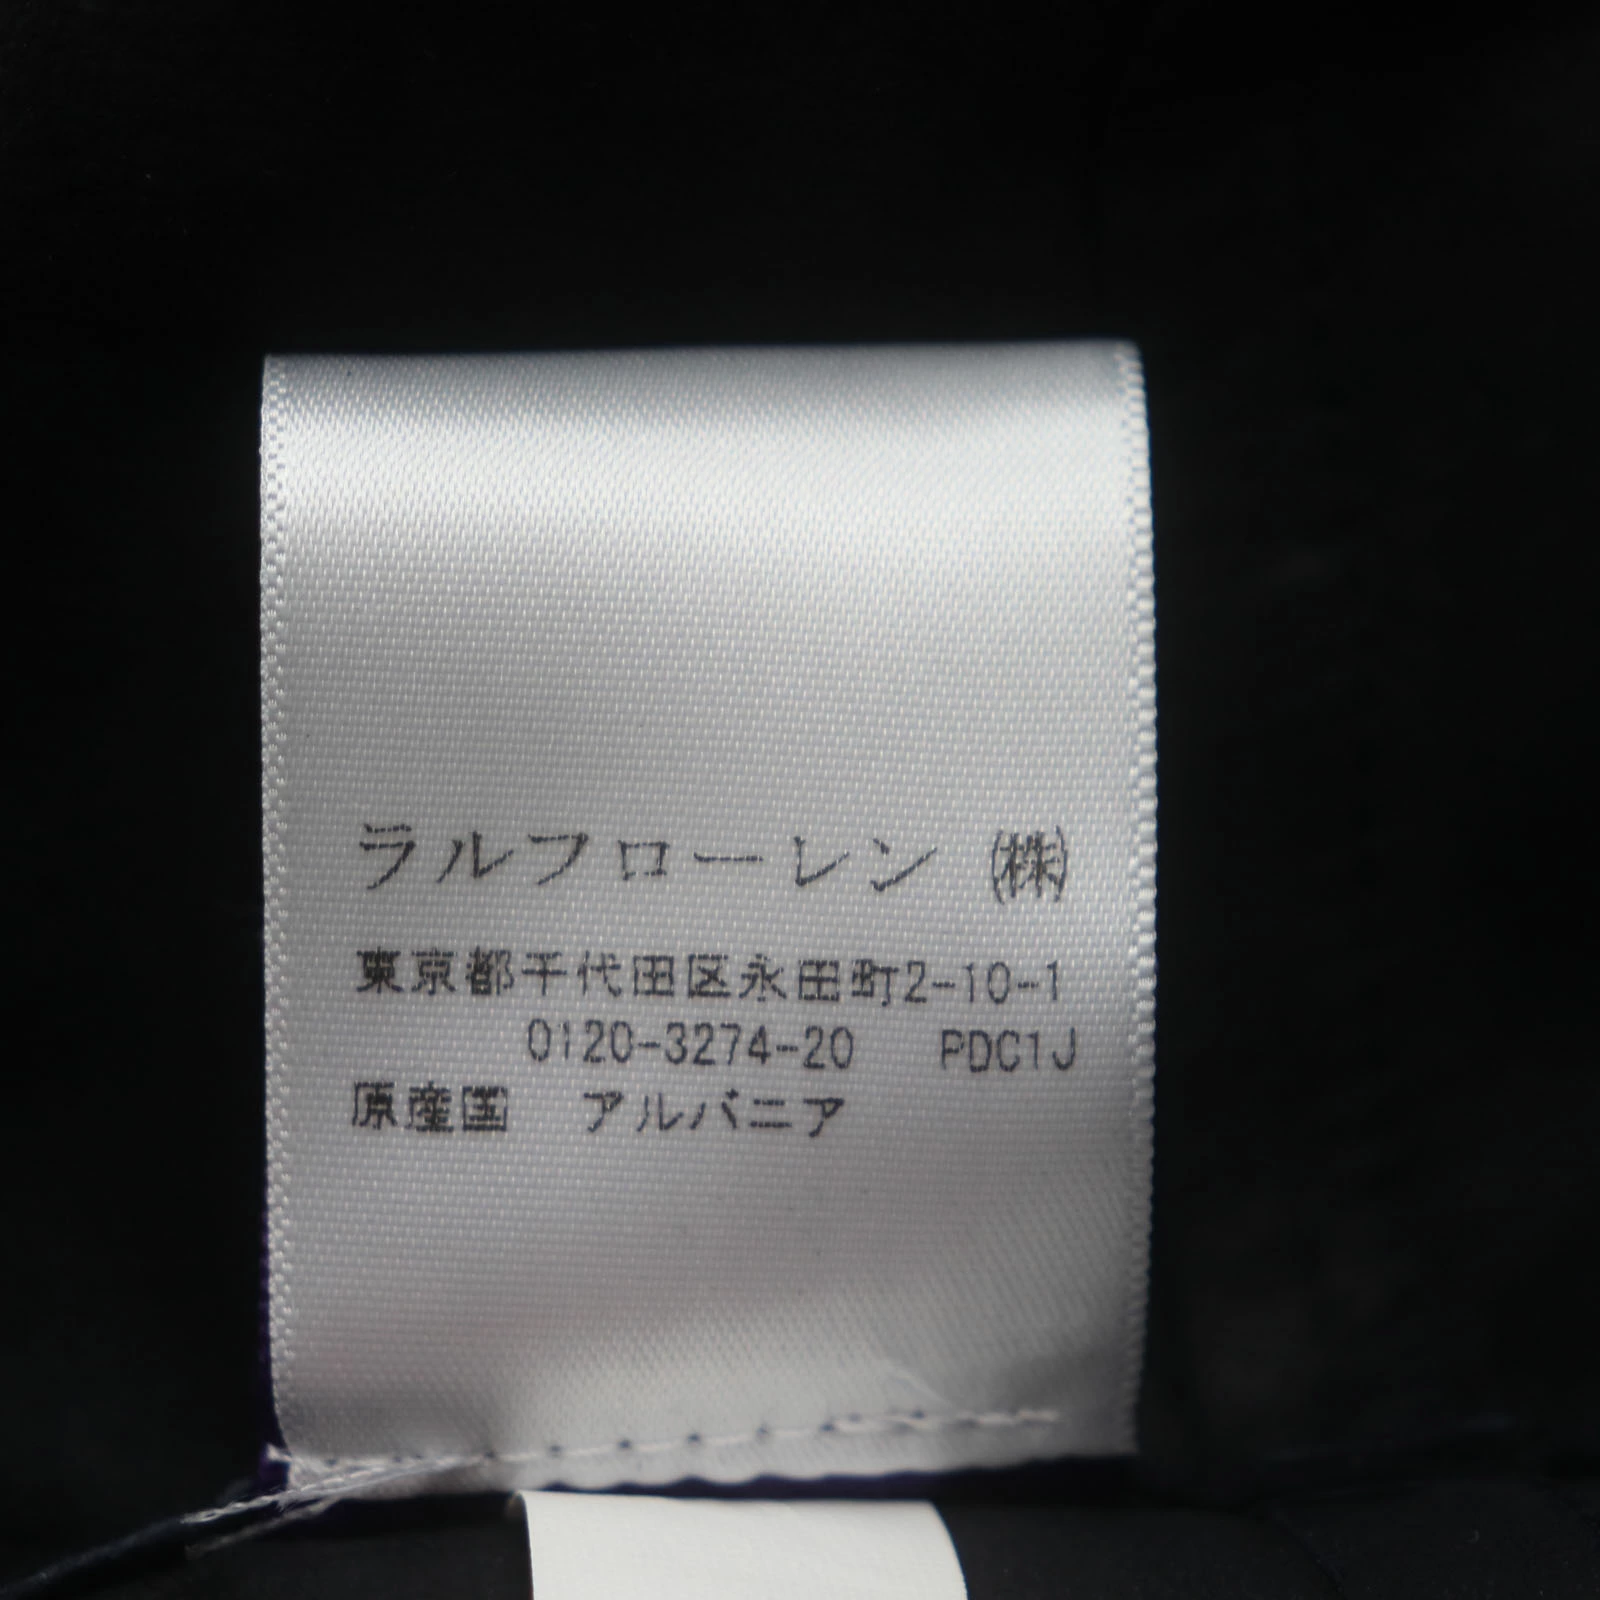 ラルフローレン ㈱
東京都千代田区永田町2-10-1
0120-3274-20 PDC1J
原産国 アルバニア